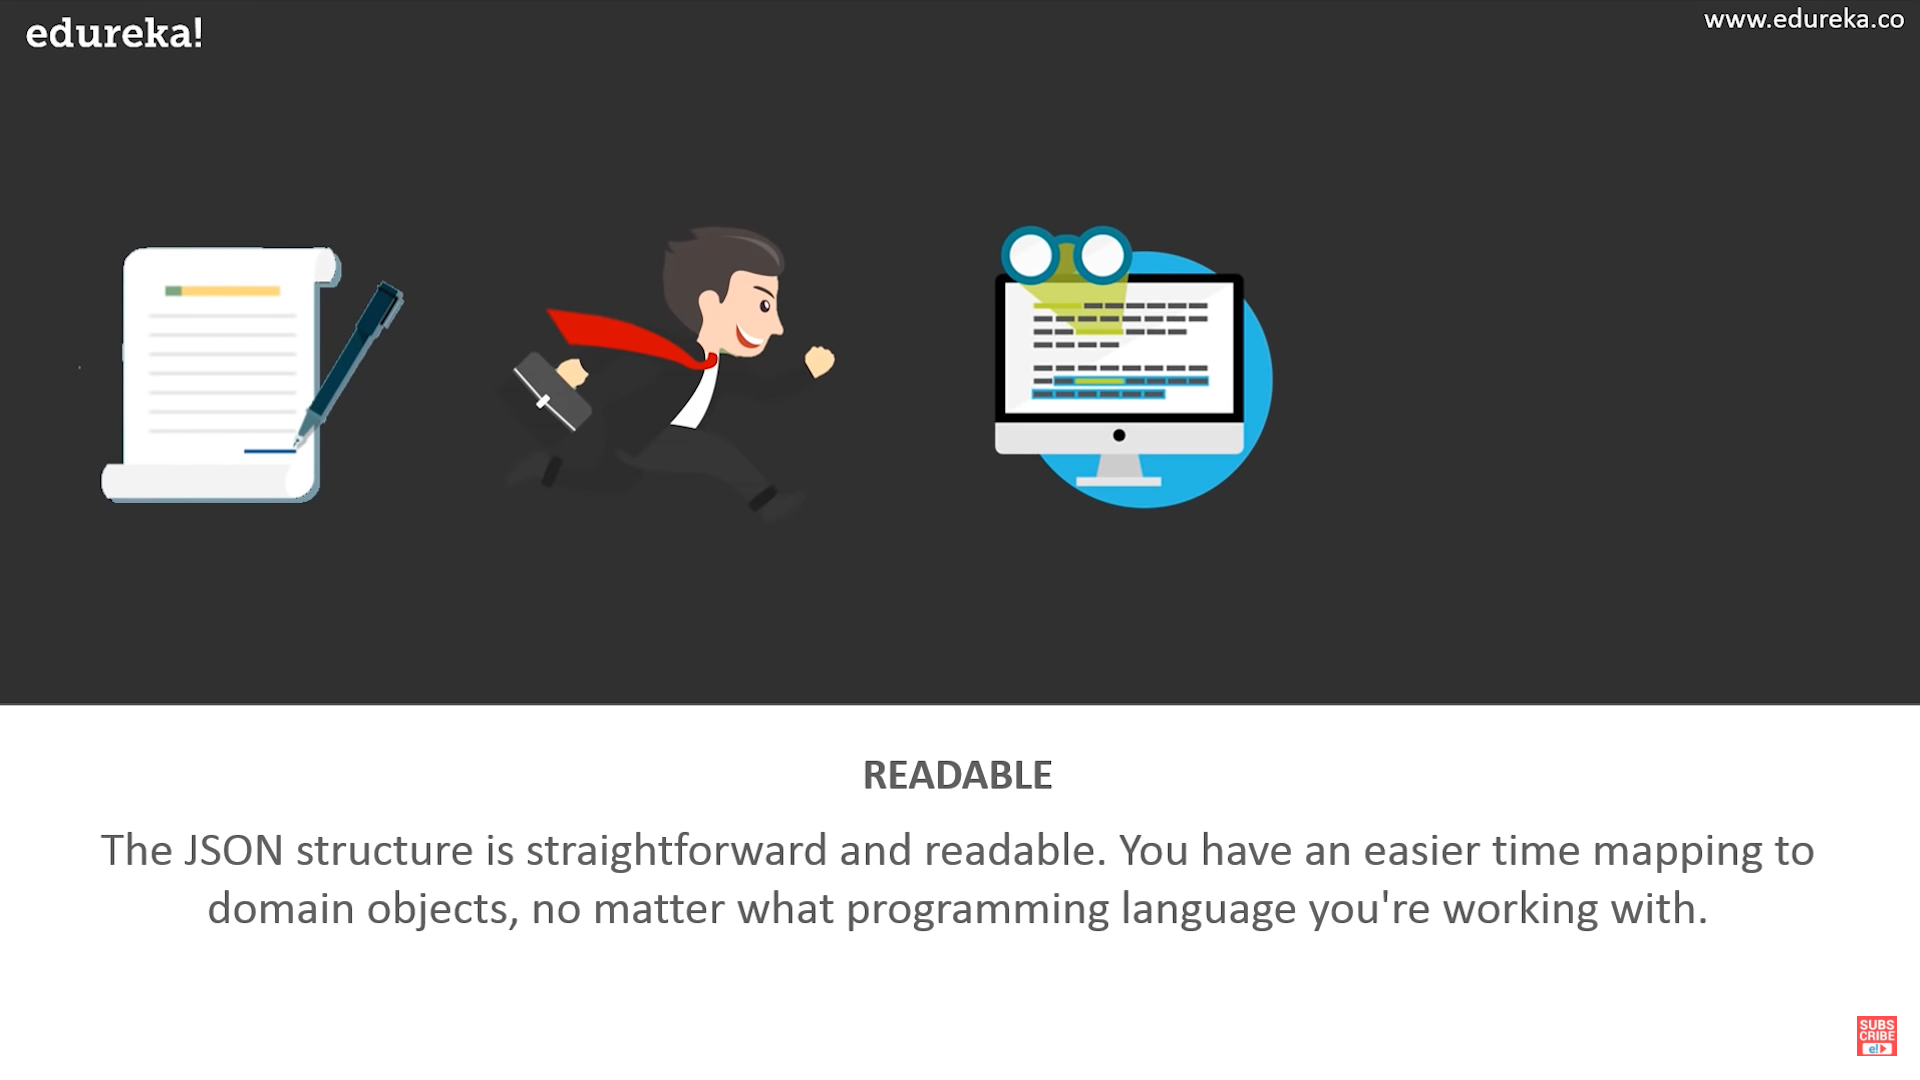 edureka!
www.edureka.co
READABLE
The JSON structure is straightforward and readable. You have an easier time mapping to
domain objects, no matter what programming language you're working with.
SUBS
CRIBE
e!